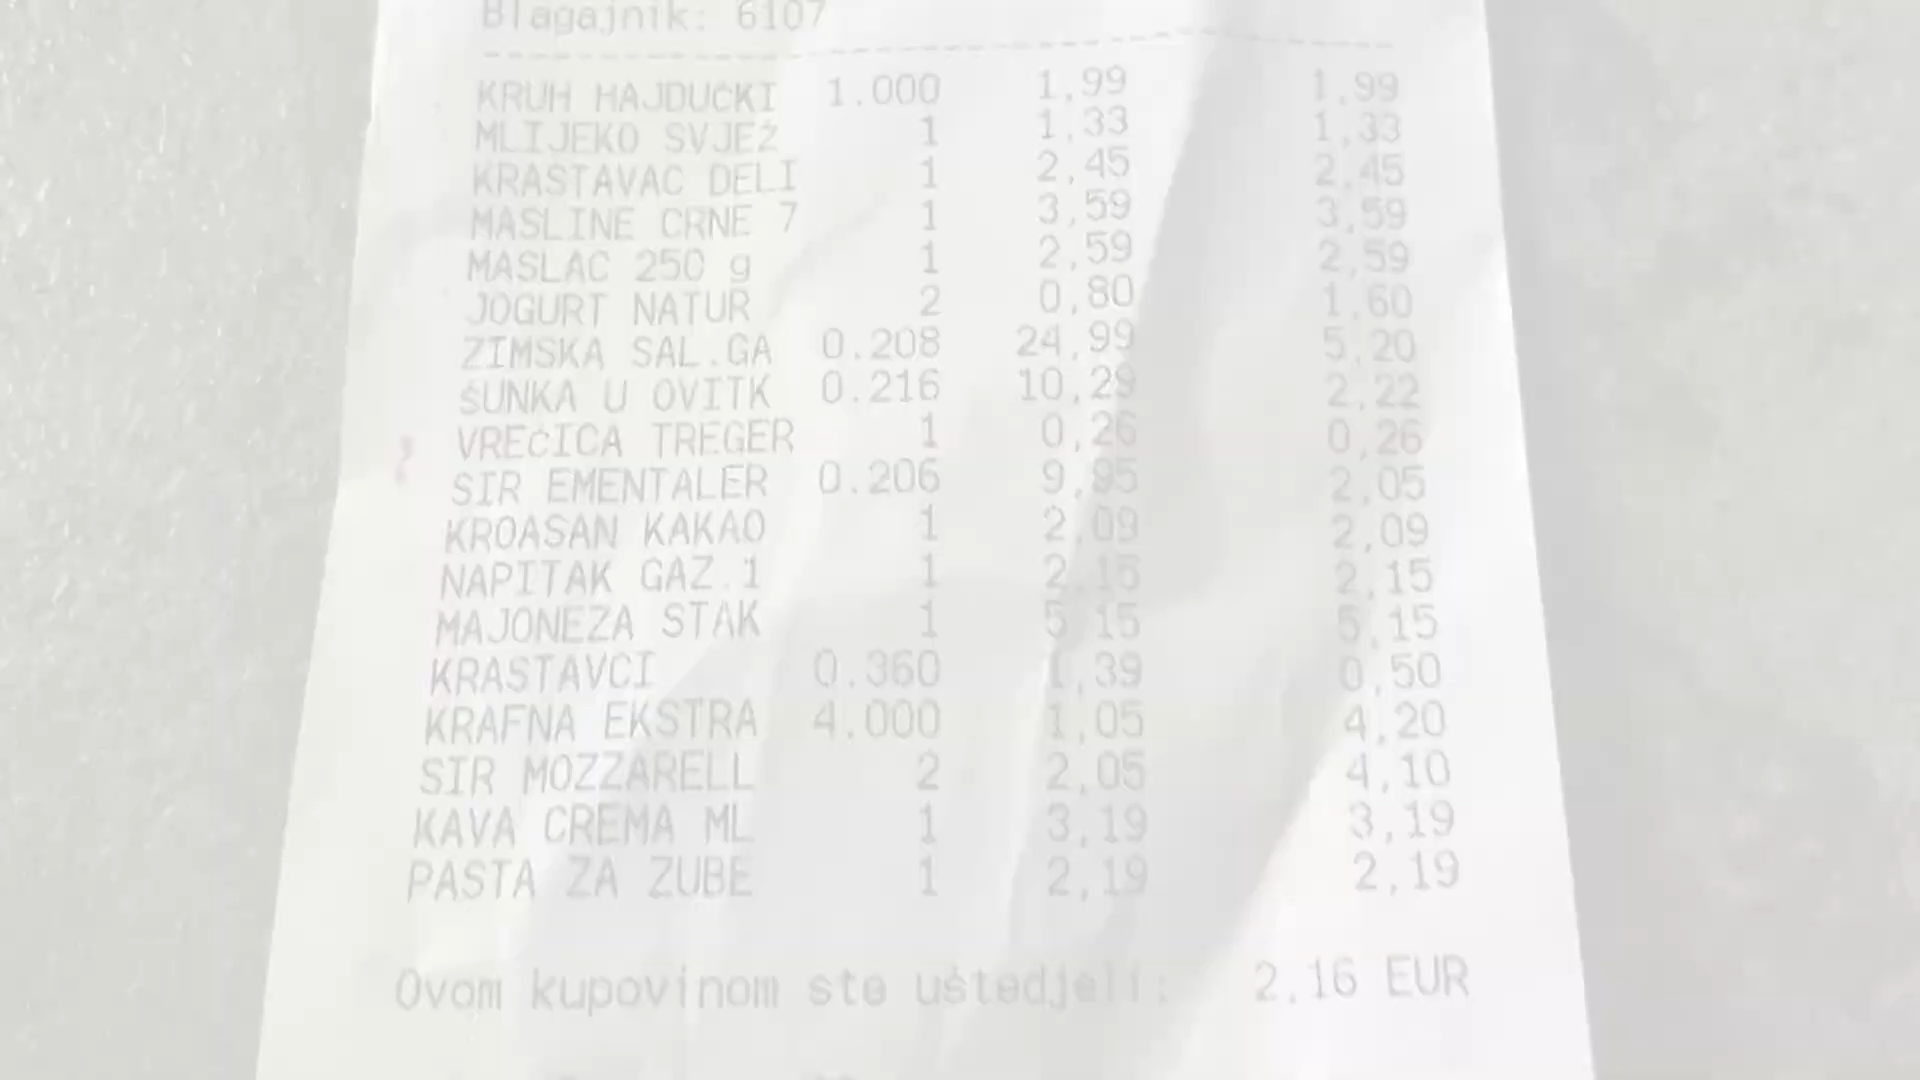 Blagajnik: 6107
KRUH HAJDUČKI 1.000 1,99 1,99
MLIJEKO SVJEŽ 1 1,33 1,33
KRASTAVAC DELI 1 2,45 2,45
MASLINE CRNE 7 1 3,59 3,59
MASLAC 250 g 1 2,59 2,59
JOGURT NATUR 2 0,80 1,60
ZIMSKA SAL.GA 0.208 24,99 5,20
ŠUNKA U OVITK 0.216 10,29 2,22
VREĆICA TREGER 1 0,26 0,26
SIR EMENTALER 0.206 9,95 2,05
KROASAN KAKAO 1 2,09 2,09
NAPITAK GAZ.1 1 2,15 2,15
MAJONEZA STAK 1 5,15 5,15
KRASTAVCI 0.360 1,39 0,50
KRAFNA EKSTRA 4.000 1,05 4,20
SIR MOZZARELL 2 2,05 4,10
KAVA CREMA ML 1 3,19 3,19
PASTA ZA ZUBE 1 2,19 2,19
Ovom kupovinom ste uštedjeli: 2,16 EUR